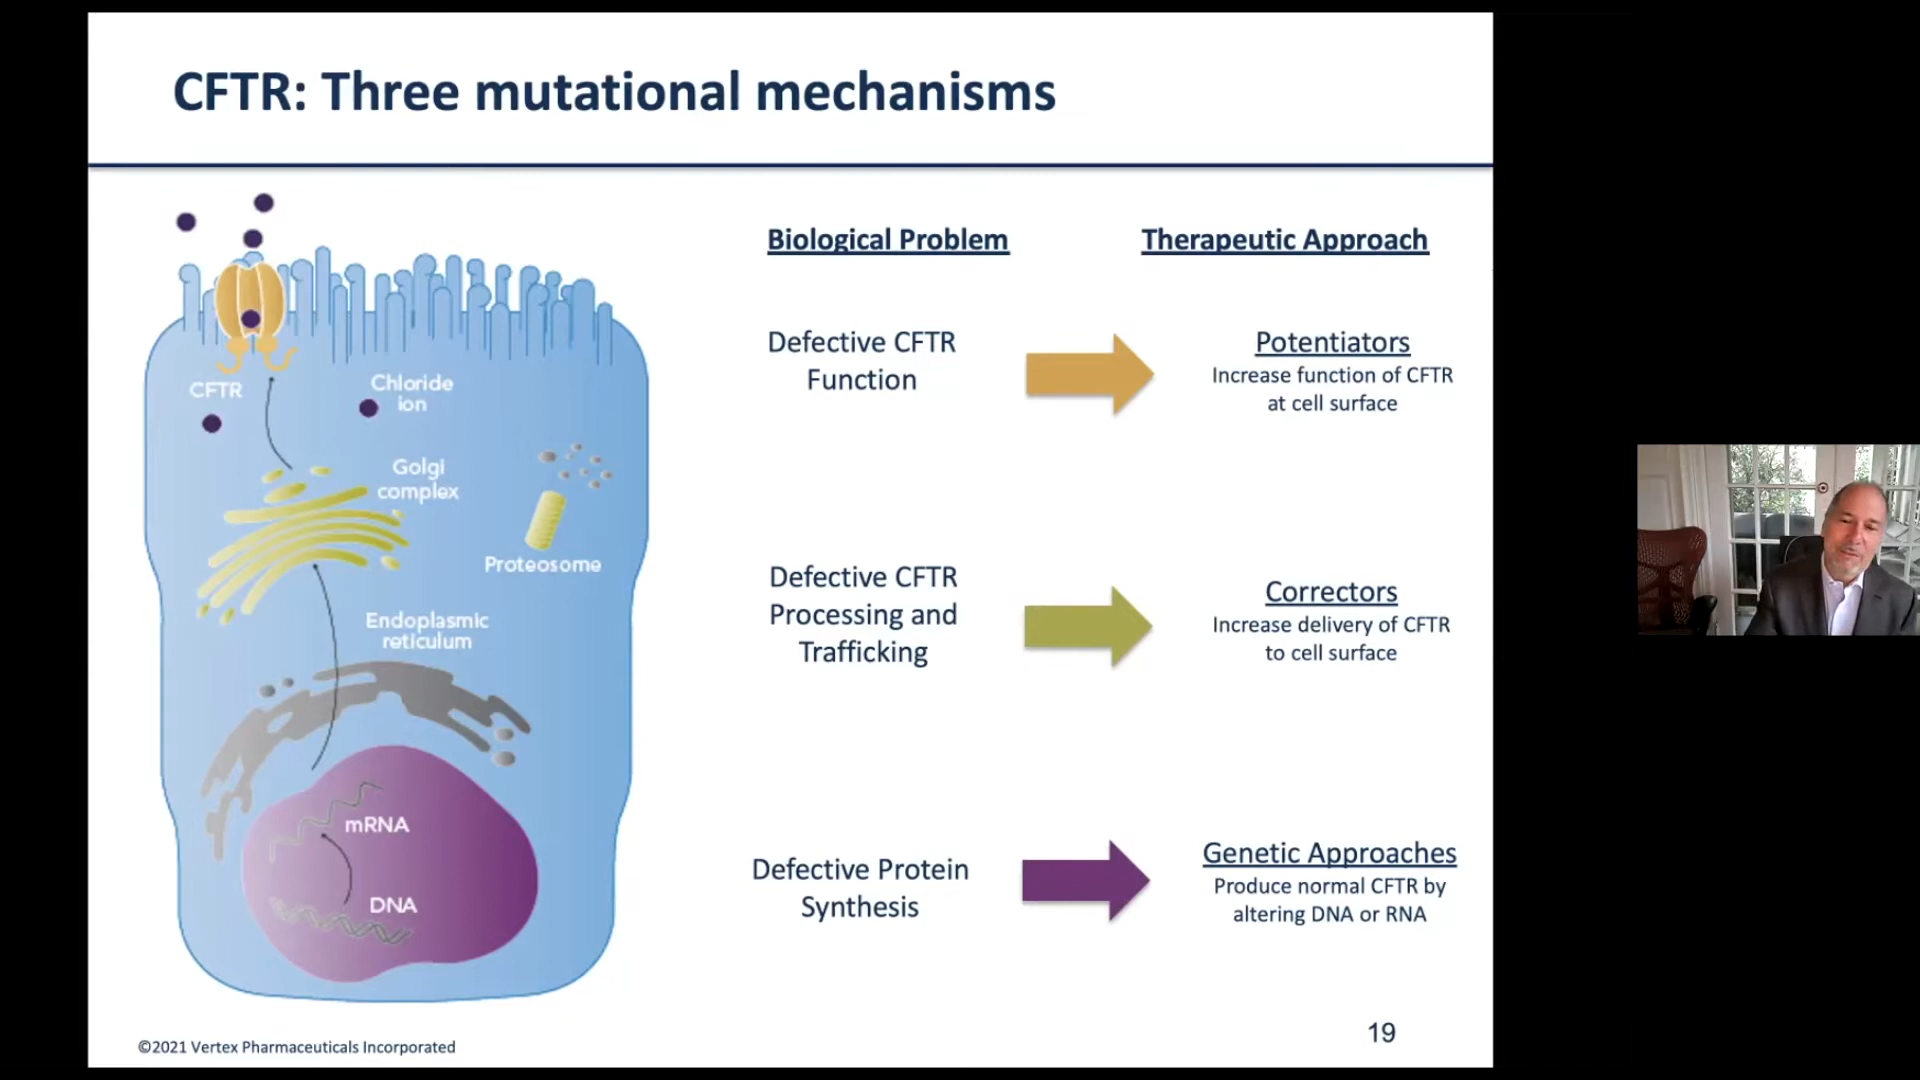 CFTR: Three mutational mechanisms
Biological Problem
Therapeutic Approach
Defective CFTR
Function
Potentiators
Increase function of CFTR
at cell surface
CFTR
Chloride
ion
Golgi
complex
Proteosome
Defective CFTR
Processing and
Trafficking
Correctors
Increase delivery of CFTR
to cell surface
Endoplasmic
reticulum
mRNA
DNA
Defective Protein
Synthesis
Genetic Approaches
Produce normal CFTR by
altering DNA or RNA
©2021 Vertex Pharmaceuticals Incorporated
19